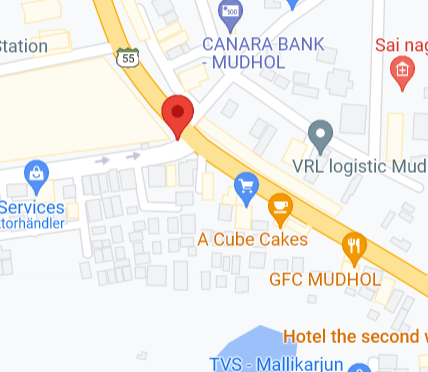 Station
55
CANARA BANK
- MUDHOL
Sai nag
VRL logistic Mud
Services
ktorhändler
A Cube Cakes
GFC MUDHOL
Hotel the second w
TVS - Mallikarjun